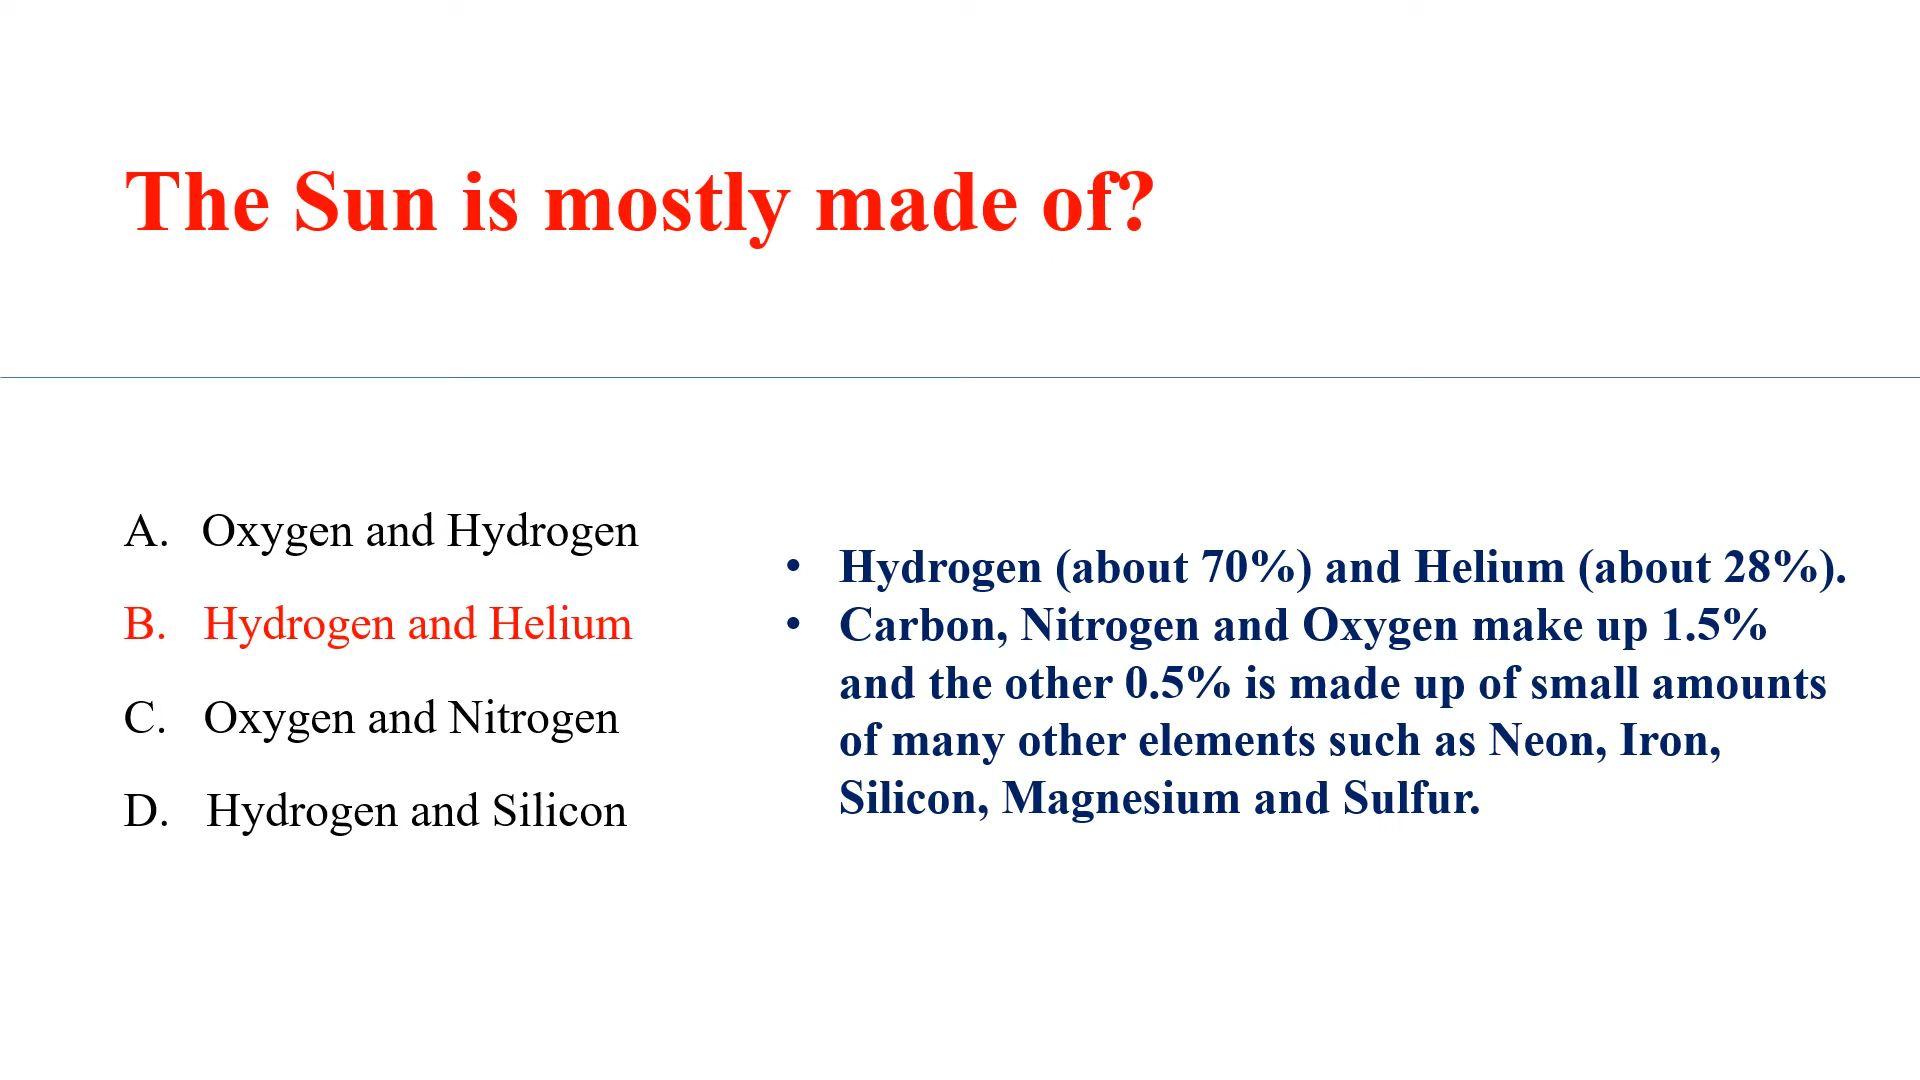 The Sun is mostly made of?
A. Oxygen and Hydrogen
B. Hydrogen and Helium
C. Oxygen and Nitrogen
D. Hydrogen and Silicon
• Hydrogen (about 70%) and Helium (about 28%).
• Carbon, Nitrogen and Oxygen make up 1.5%
and the other 0.5% is made up of small amounts
of many other elements such as Neon, Iron,
Silicon, Magnesium and Sulfur.